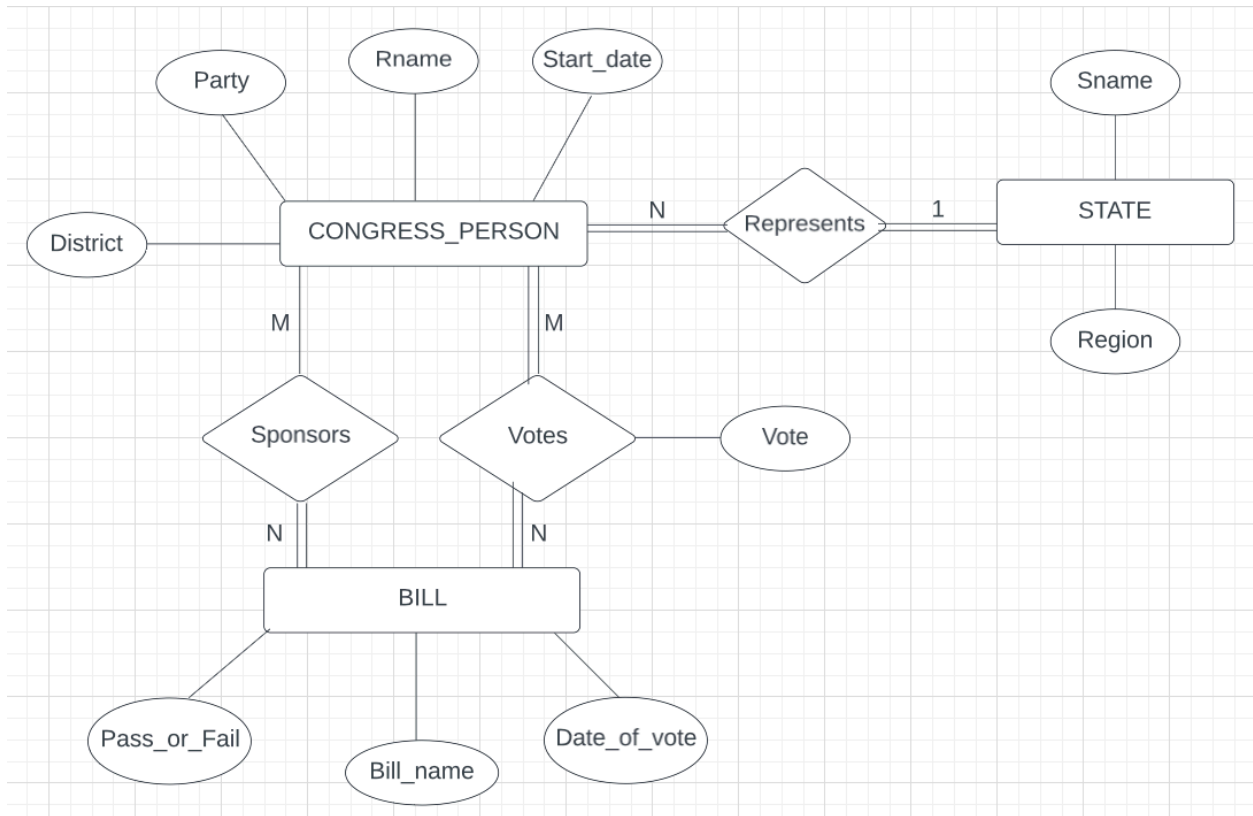 Rname
Start_date
Party
Sname
N
1
Represents
STATE
CONGRESS_PERSON
District
M
M
Region
Sponsors
Votes
Vote
N
N
BILL
Pass_or_Fail
Date_of_vote
Bill_name